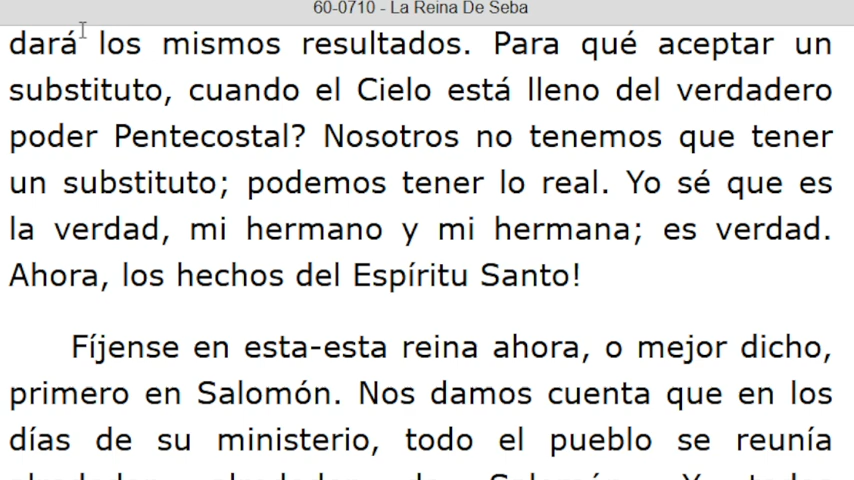 60-0710 - La Reina De Seba
dará los mismos resultados. Para qué aceptar un
substituto, cuando el Cielo está lleno del verdadero
poder Pentecostal? Nosotros no tenemos que tener
un substituto; podemos tener lo real. Yo sé que es
la verdad, mi hermano y mi hermana; es verdad.
Ahora, los hechos del Espíritu Santo!
Fíjense en esta-esta reina ahora, o mejor dicho,
primero en Salomón. Nos damos cuenta que en los
días de su ministerio, todo el pueblo se reunía